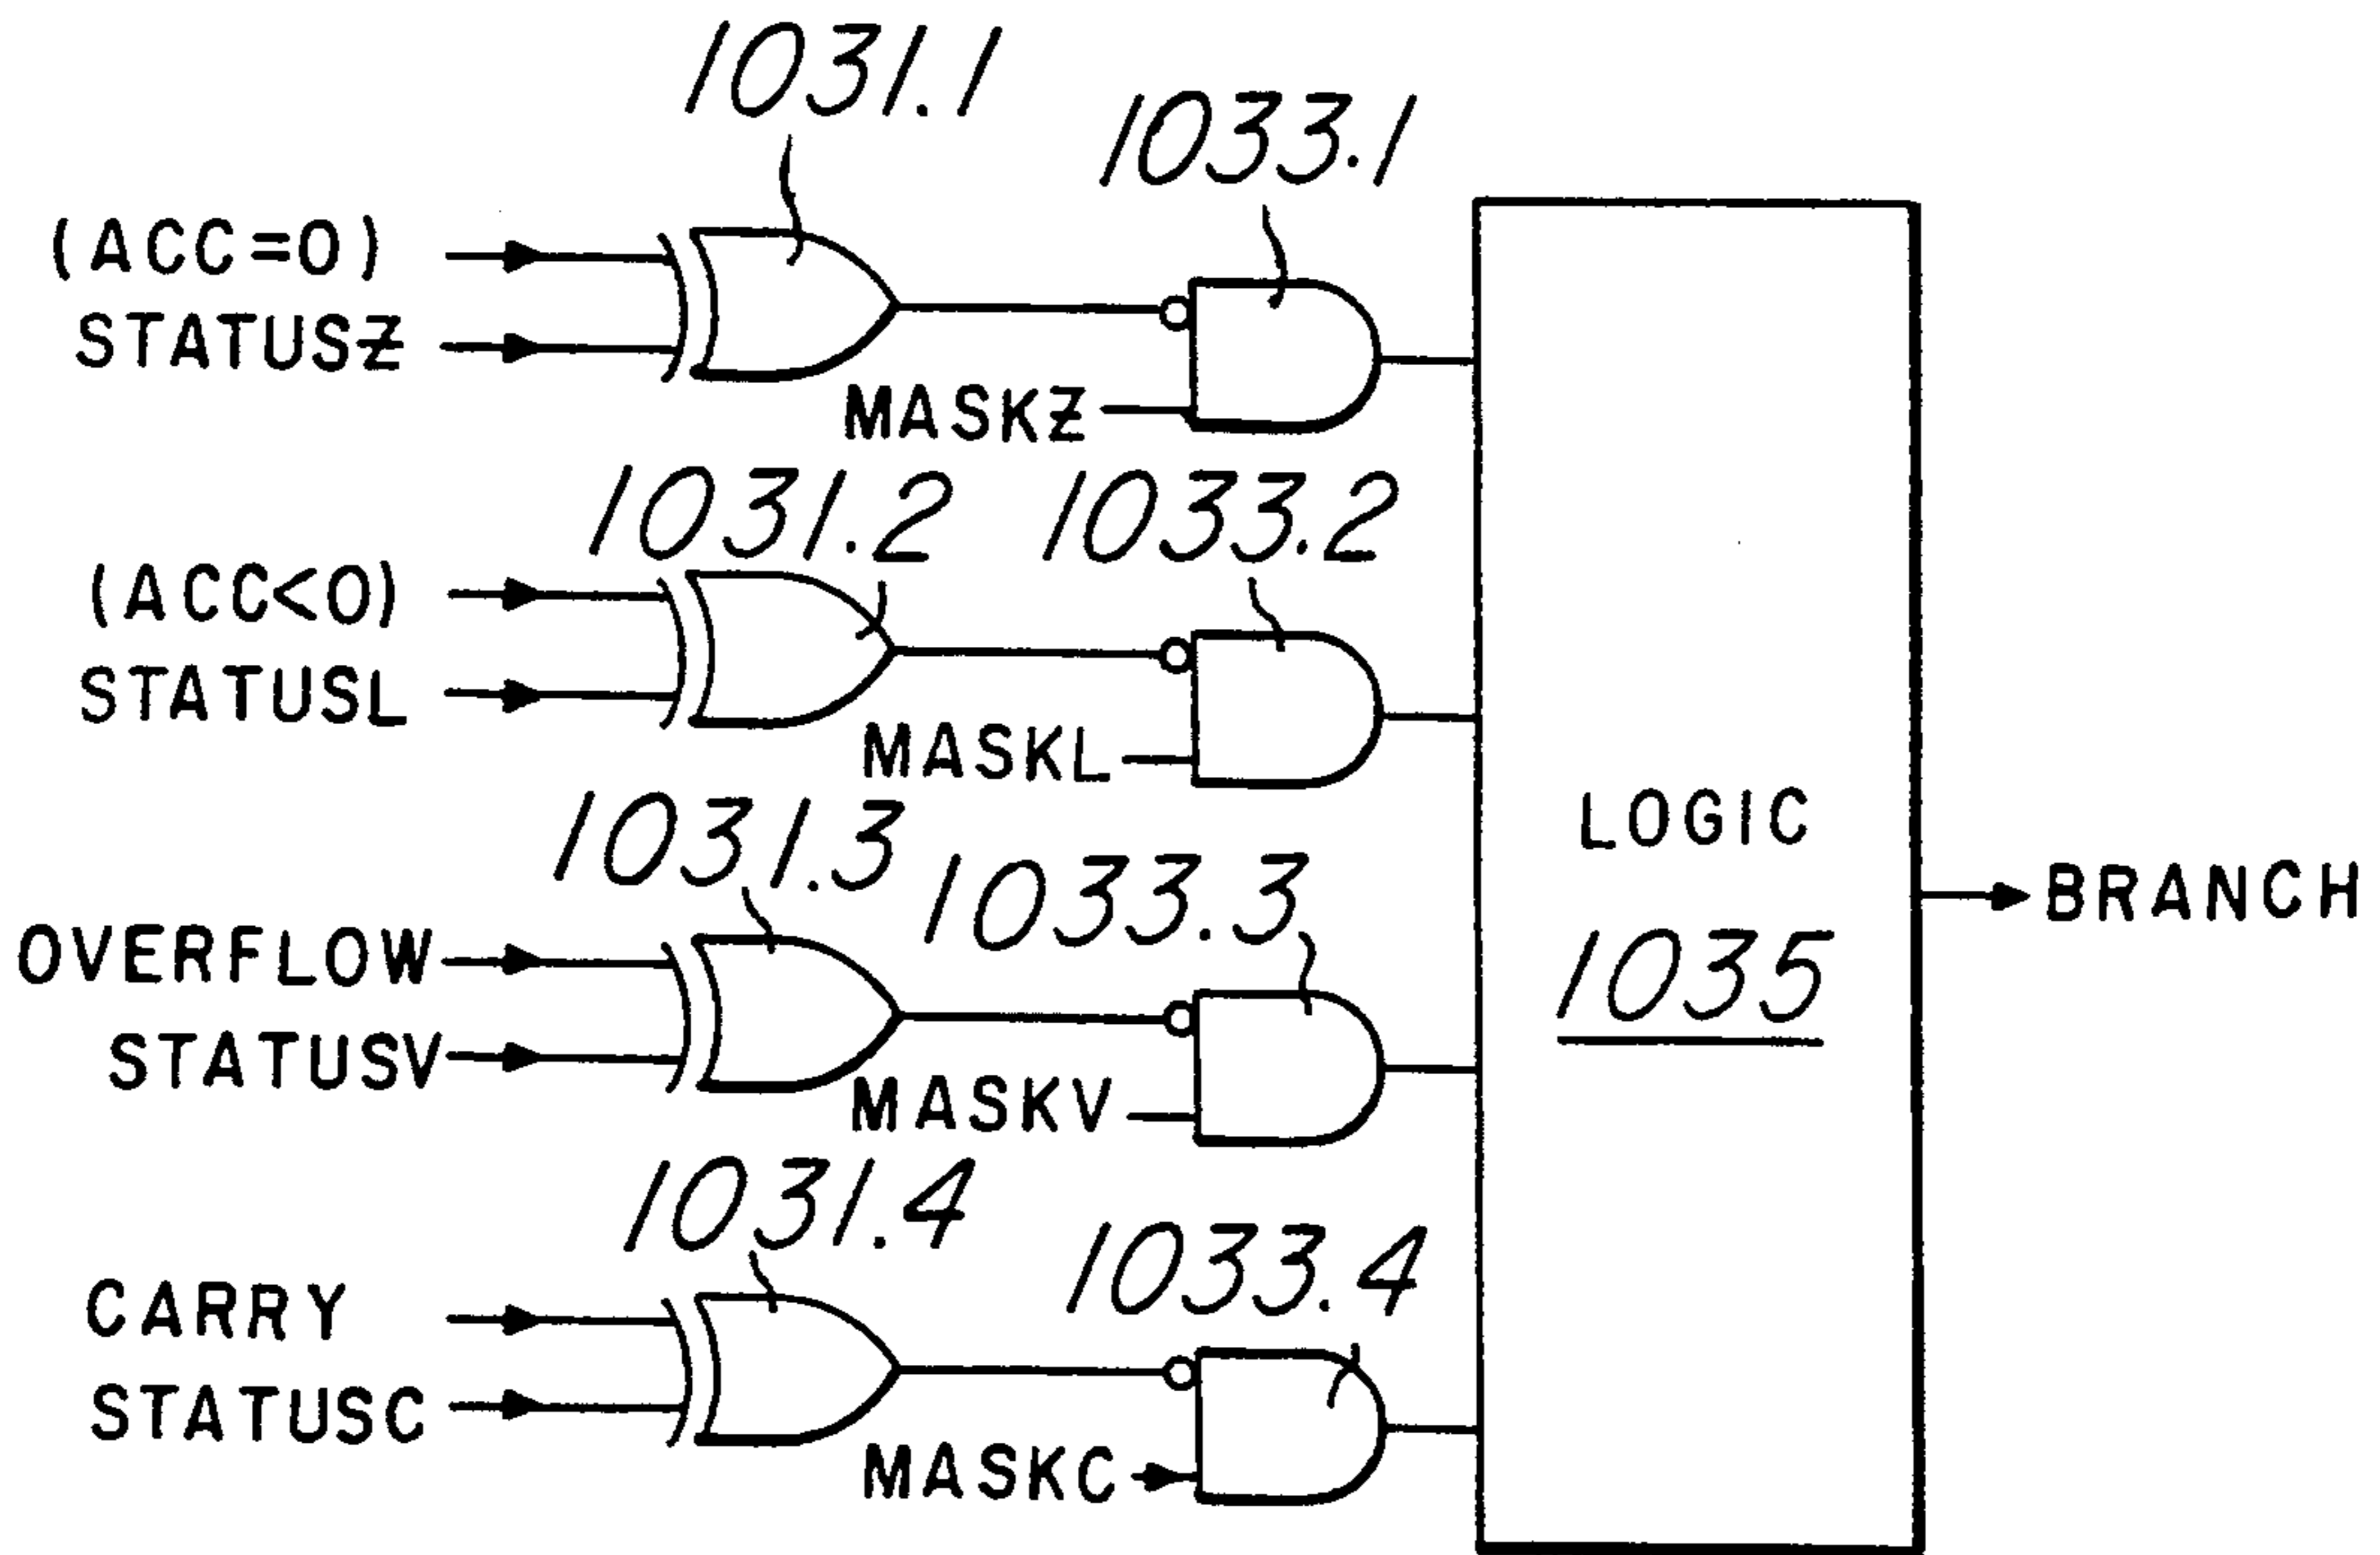 1031.1
1033.1
(ACC=0)
STATUSZ
MASKZ
1031.2
1033.2
(ACC<0)
STATUSL
MASKL
LOGIC
1035
BRANCH
1031.3
1033.3
OVERFLOW
STATUSV
MASKV
1031.4
1033.4
CARRY
STATUSC
MASKC